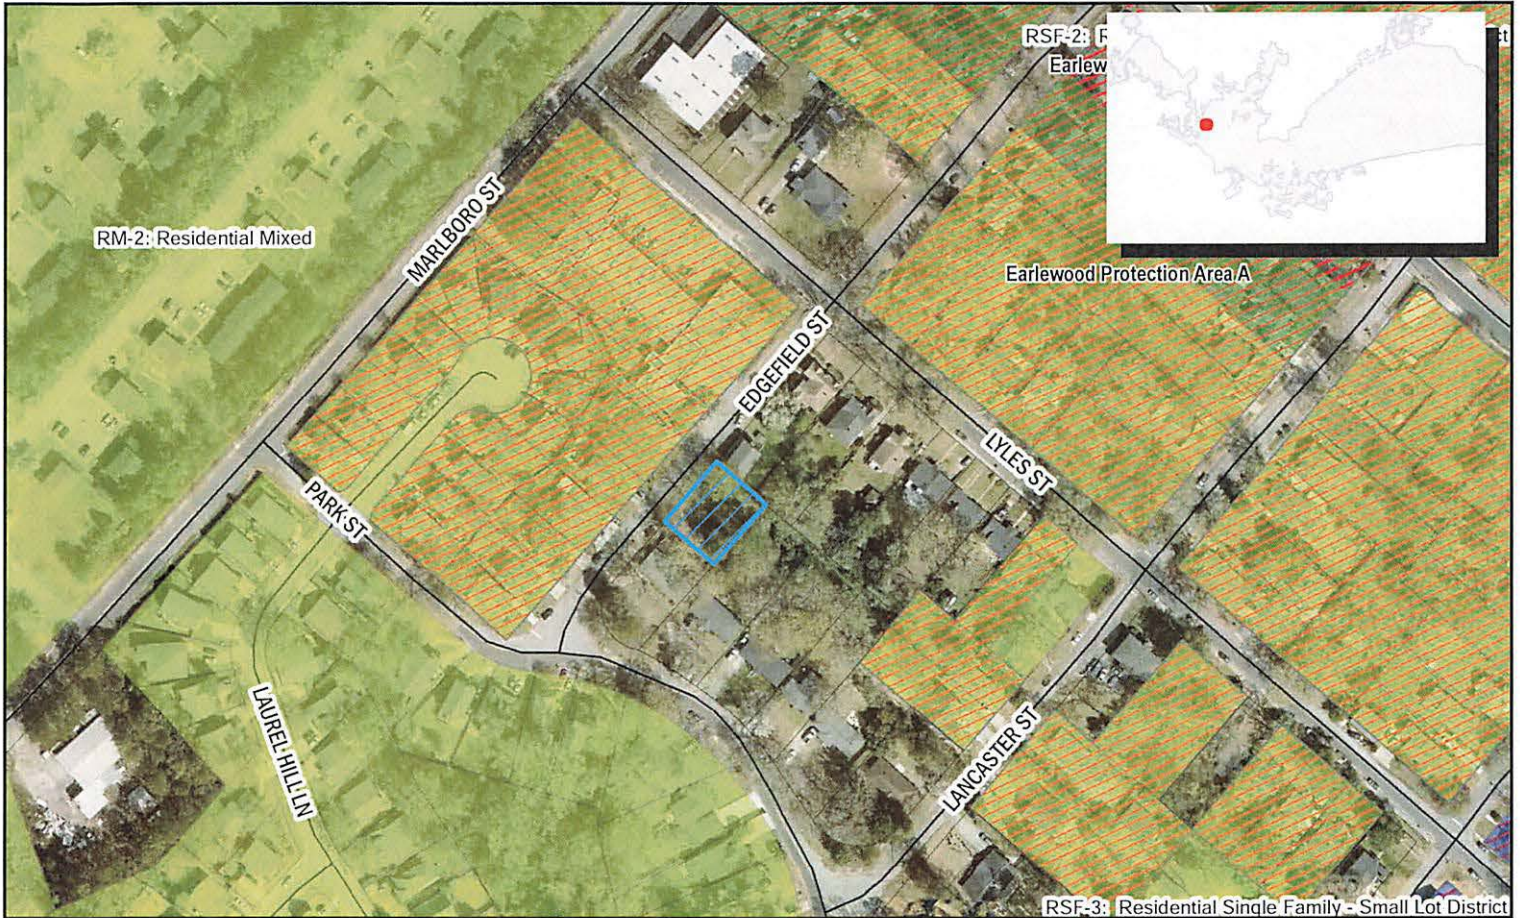 RSF-2: R
ct
Earlew
RM-2: Residential Mixed
MARLBORO ST
Earlewood Protection Area A
EDGEFIELD ST
LYLES ST
PARK ST
LAUREL HILL LN
LANCASTER ST
RSF-3: Residential Single Family - Small Lot District